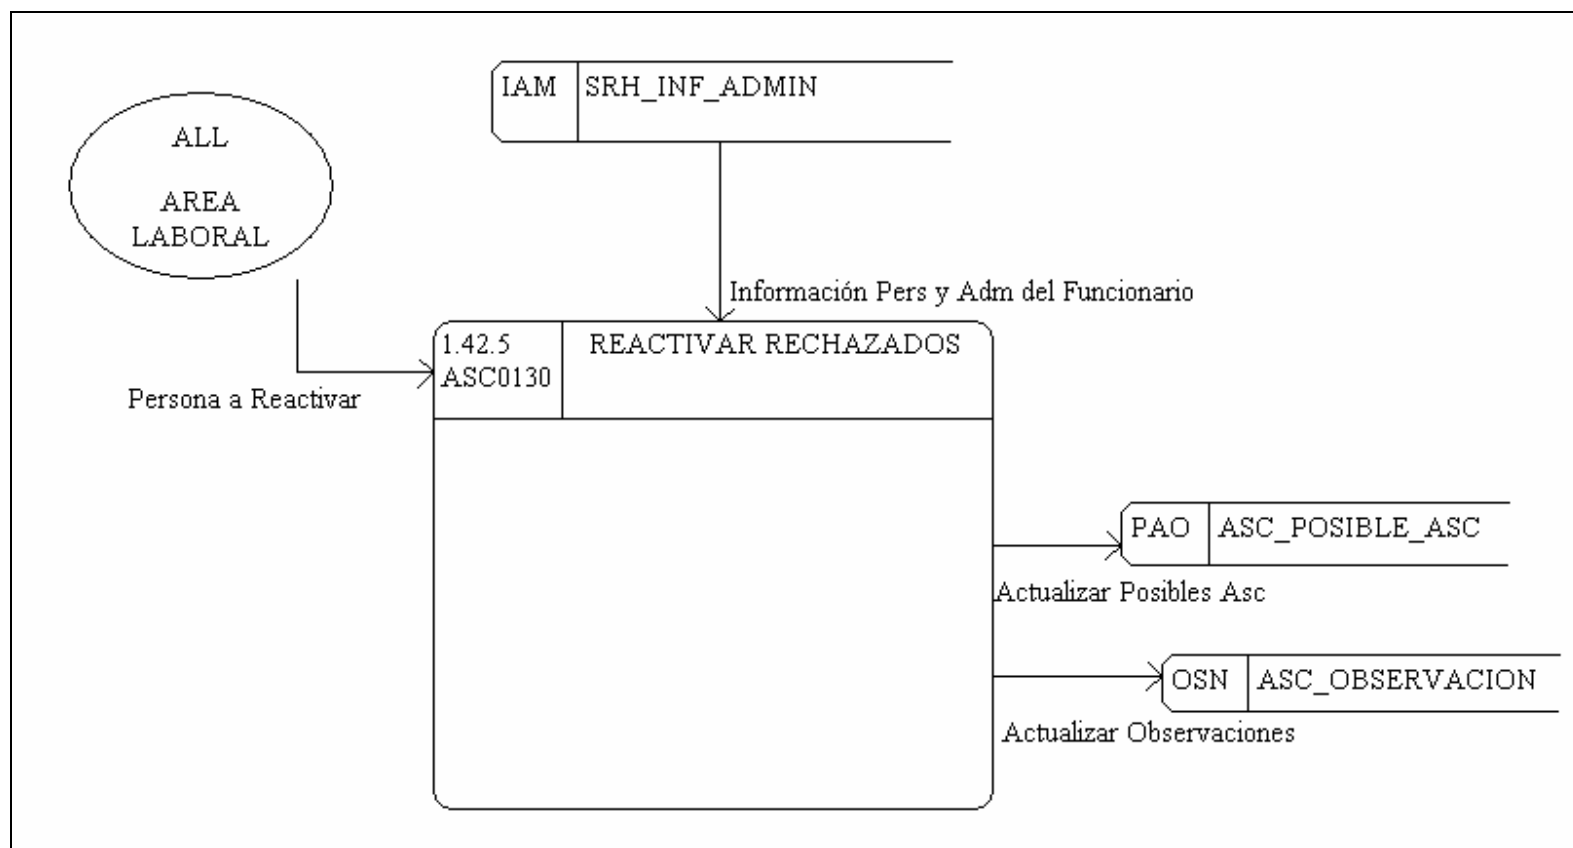 IAM SRH_INF_ADMIN
ALL
AREA
LABORAL
Información Pers y Adm del Funcionario
1.42.5 REACTIVAR RECHAZADOS
ASC0130
Persona a Reactivar
PAO ASC_POSIBLE_ASC
Actualizar Posibles Asc
OSN ASC_OBSERVACION
Actualizar Observaciones